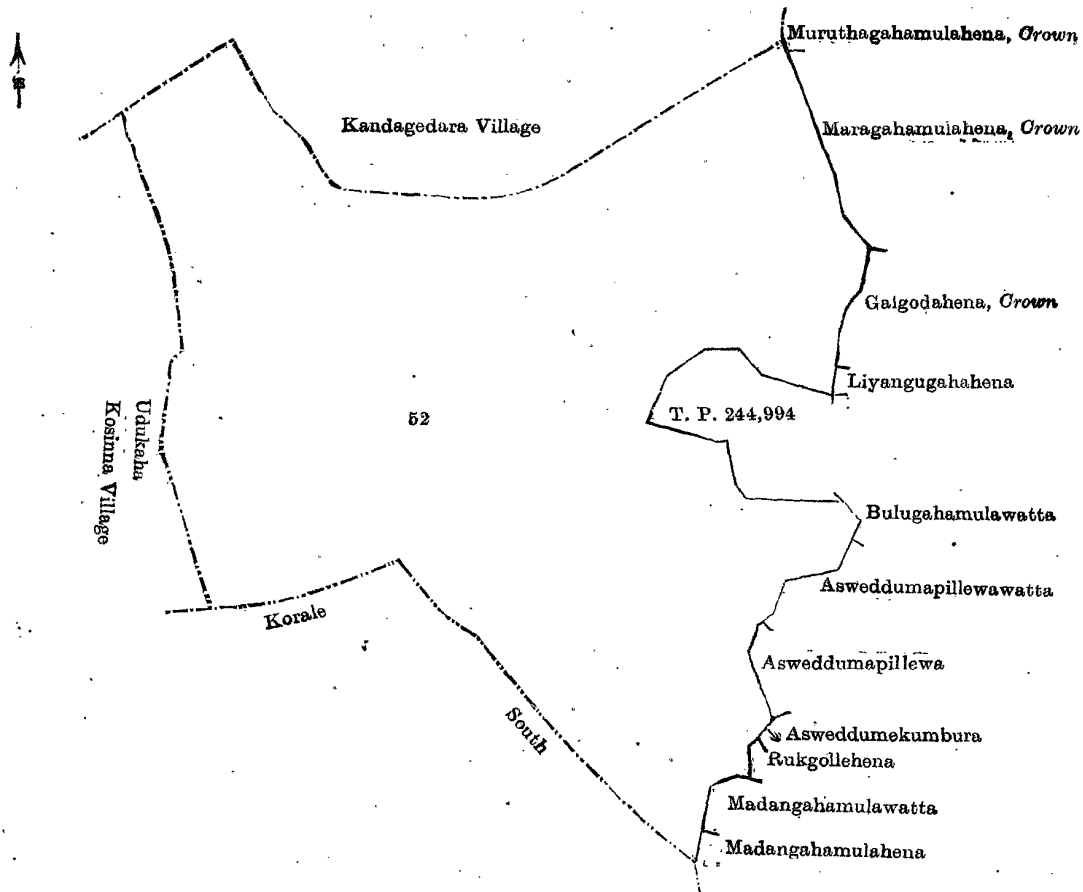 Muruthagahamulahena, Crown
Kandagedara Village
Maragahamulahena, Crown
Galgodahena, Crown
Liyangugahahena
T. P. 244,994
52
Udukaha
Kosinna Village
Bulugahamulawatta
Asweddumapillewawatta
Korale
Asweddumapillewa
South
Asweddumekumbura
Rukgollehena
Madangahamulawatta
Madangahamulahena